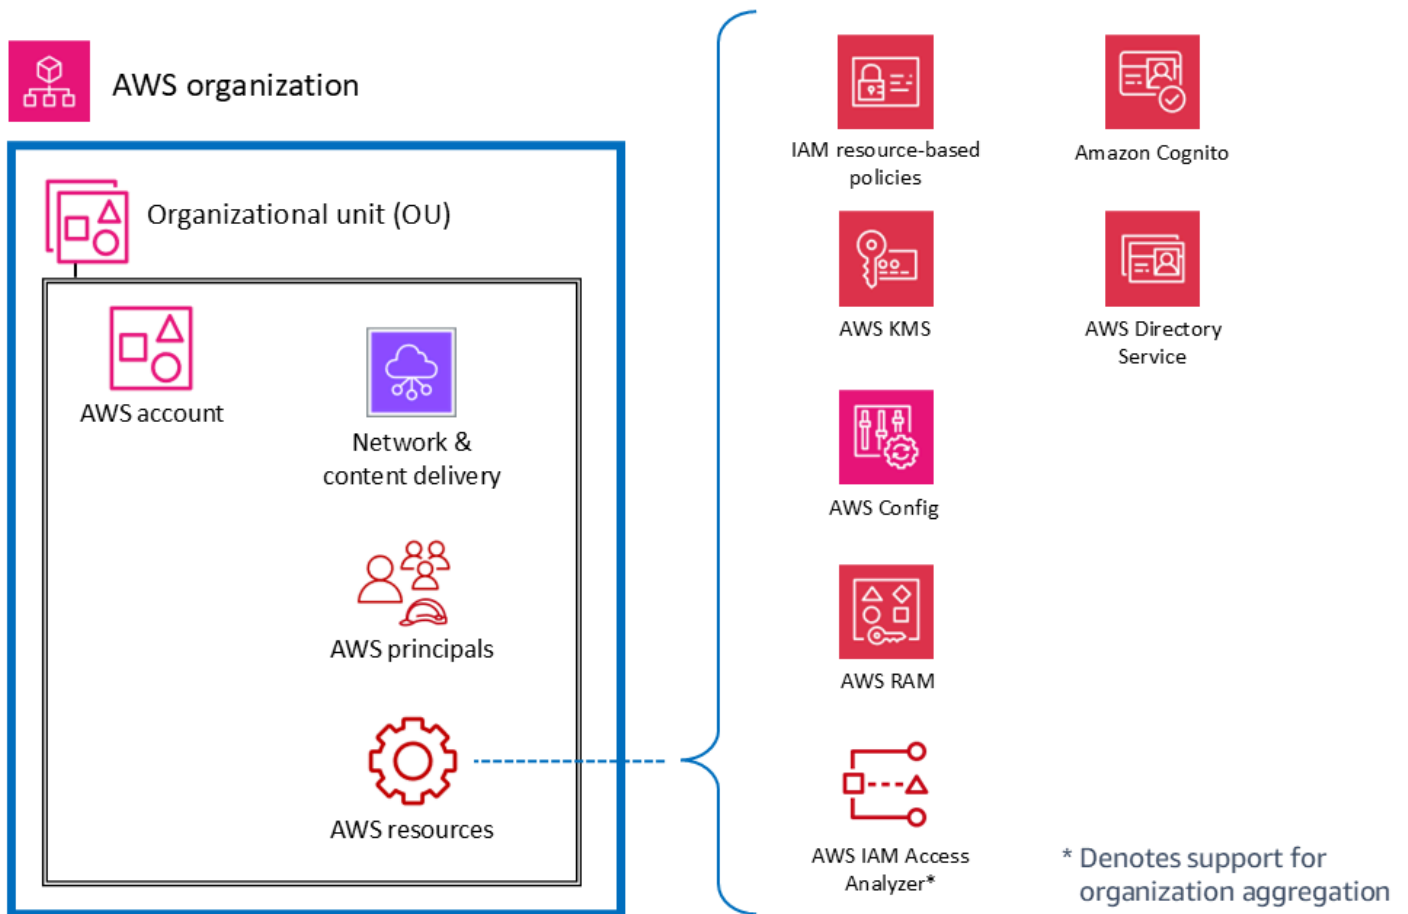 AWS organization
Organizational unit (OU)
AWS account
Network &
content delivery
AWS principals
AWS resources
IAM resource-based
policies
Amazon Cognito
AWS KMS
AWS Directory
Service
AWS Config
AWS RAM
AWS IAM Access
Analyzer*
* Denotes support for
organization aggregation